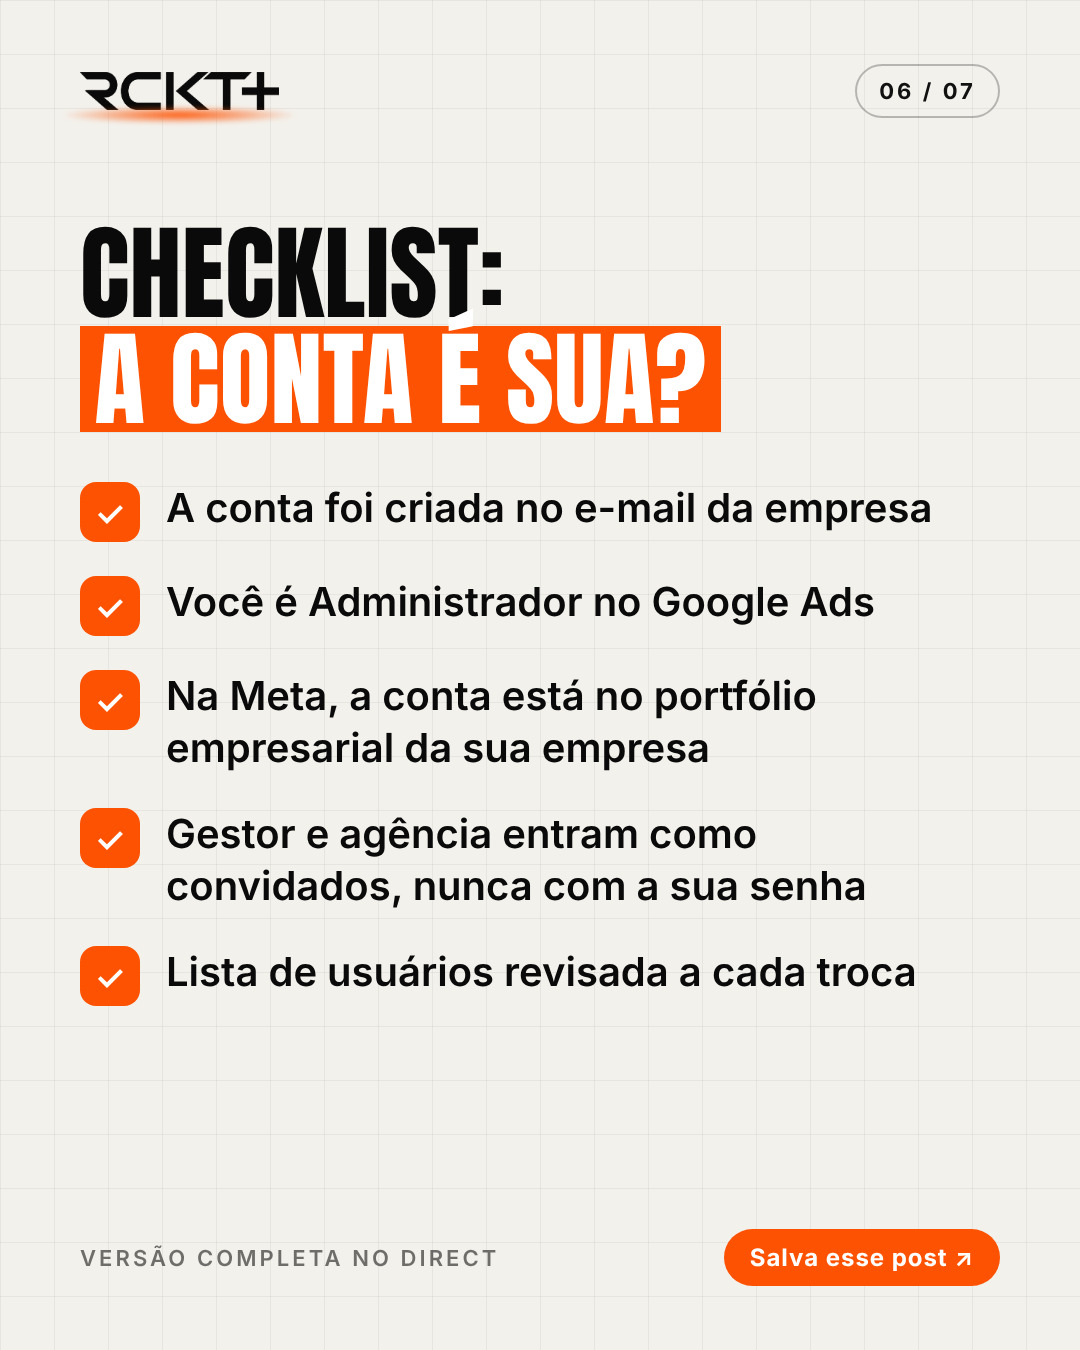 RCKT+
06 / 07
CHECKLIST:
A CONTA É SUA?
A conta foi criada no e-mail da empresa
Você é Administrador no Google Ads
Na Meta, a conta está no portfólio
empresarial da sua empresa
Gestor e agência entram como
convidados, nunca com a sua senha
Lista de usuários revisada a cada troca
VERSÃO COMPLETA NO DIRECT
Salva esse post ↗